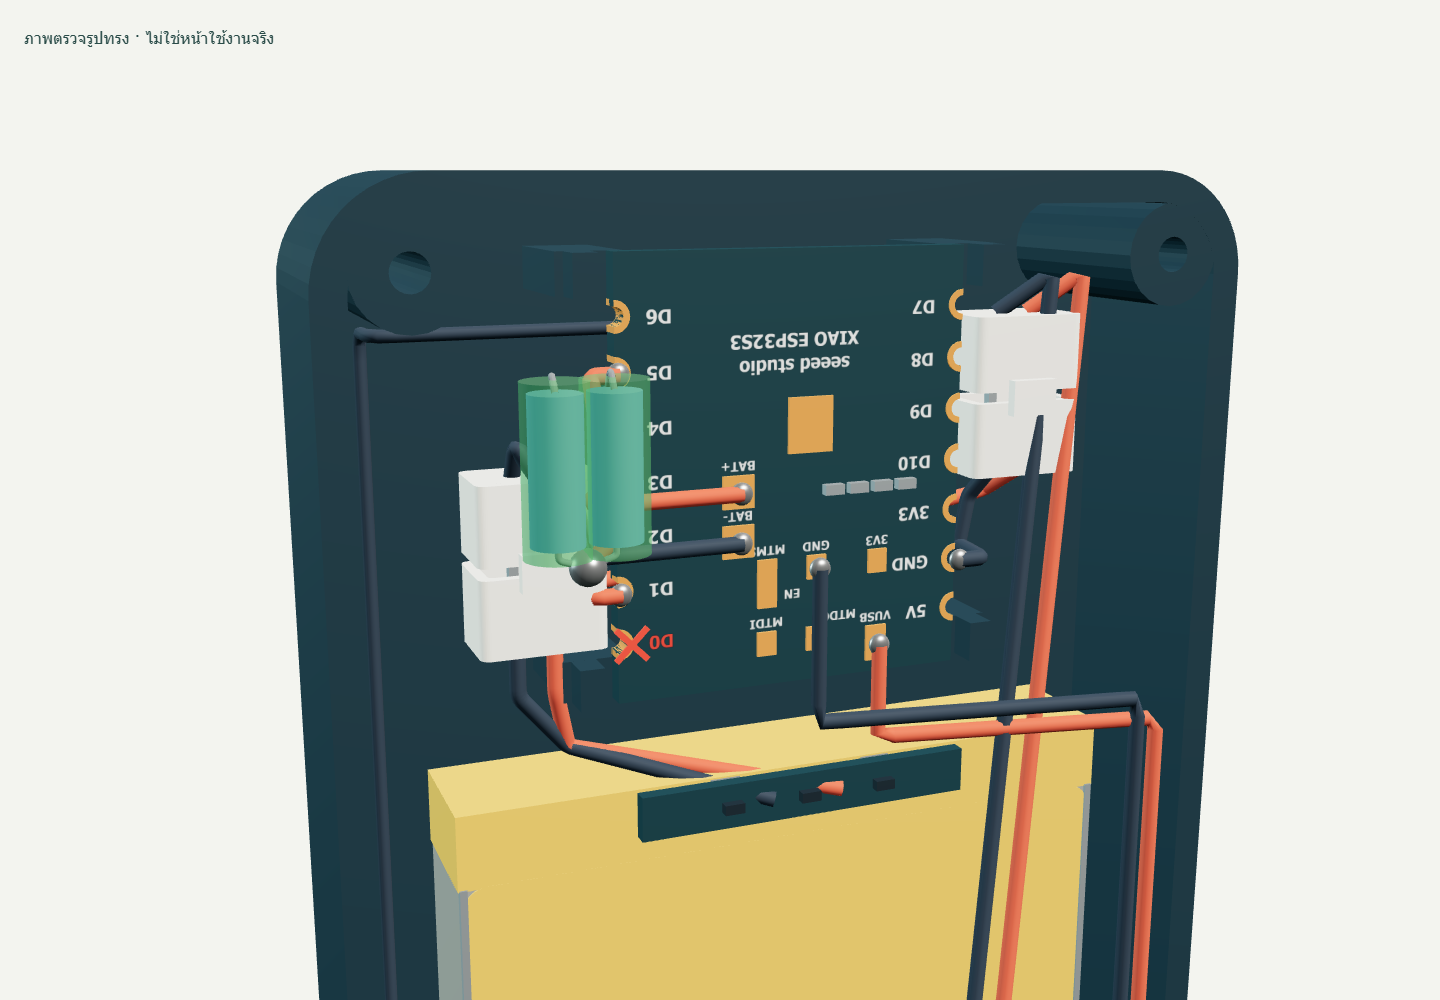 ภาพตรวจรูปทรง · ไม่ใช่หน้าใช้งานจริง
D6
D7
XIAO ESP32S3
seeed studio
D5
D8
D4
D9
D3
BAT+
D10
D2
BAT-
3V3
MTMS
GND
3V3
GND
D1
EN
MTDI
VUSB
5V
D0